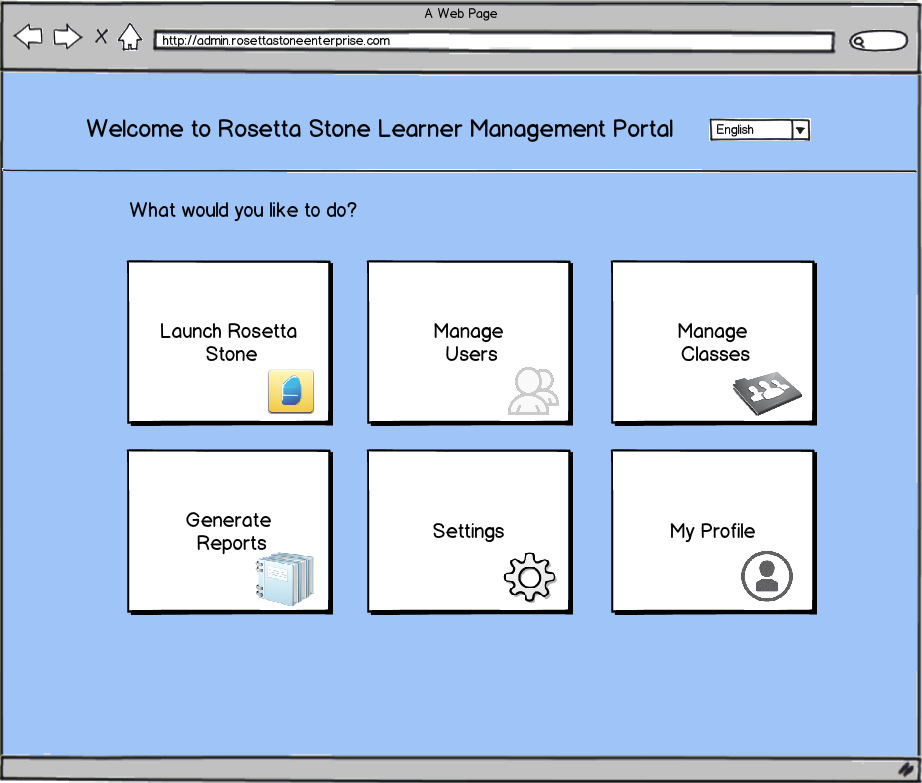 A Web Page
http://admin.rosettastoneenterprise.com
Welcome to Rosetta Stone Learner Management Portal
English
What would you like to do?
Launch Rosetta
Stone
Manage
Users
Manage
Classes
Generate
Reports
Settings
My Profile